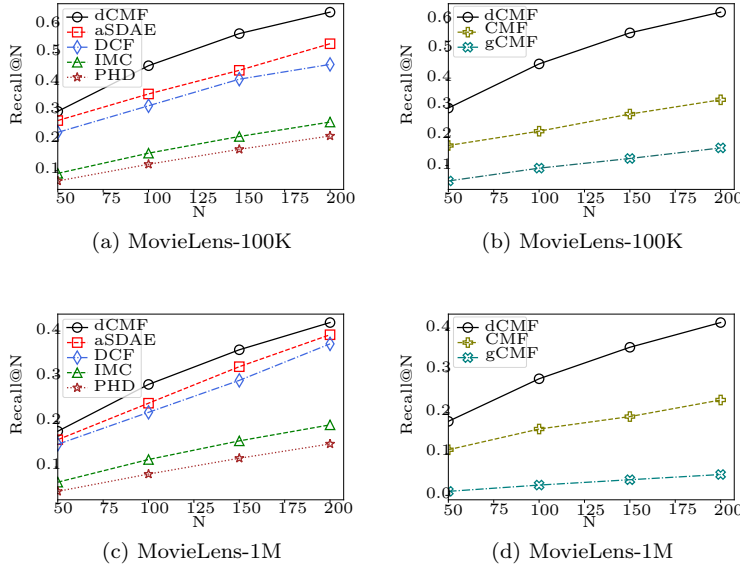 Recall@N
0.6
0.5
0.4
0.3
0.2
0.1
dCMF
aSDAE
DCF
IMC
PHD
50 75 100 125 150 175 200
N
(a) MovieLens-100K
Recall@N
0.6
0.5
0.4
0.3
0.2
0.1
dCMF
CMF
gCMF
50 75 100 125 150 175 200
N
(b) MovieLens-100K
Recall@N
0.4
0.3
0.2
0.1
dCMF
aSDAE
DCF
IMC
PHD
50 75 100 125 150 175 200
N
(c) MovieLens-1M
Recall@N
0.4
0.3
0.2
0.1
0.0
dCMF
CMF
gCMF
50 75 100 125 150 175 200
N
(d) MovieLens-1M